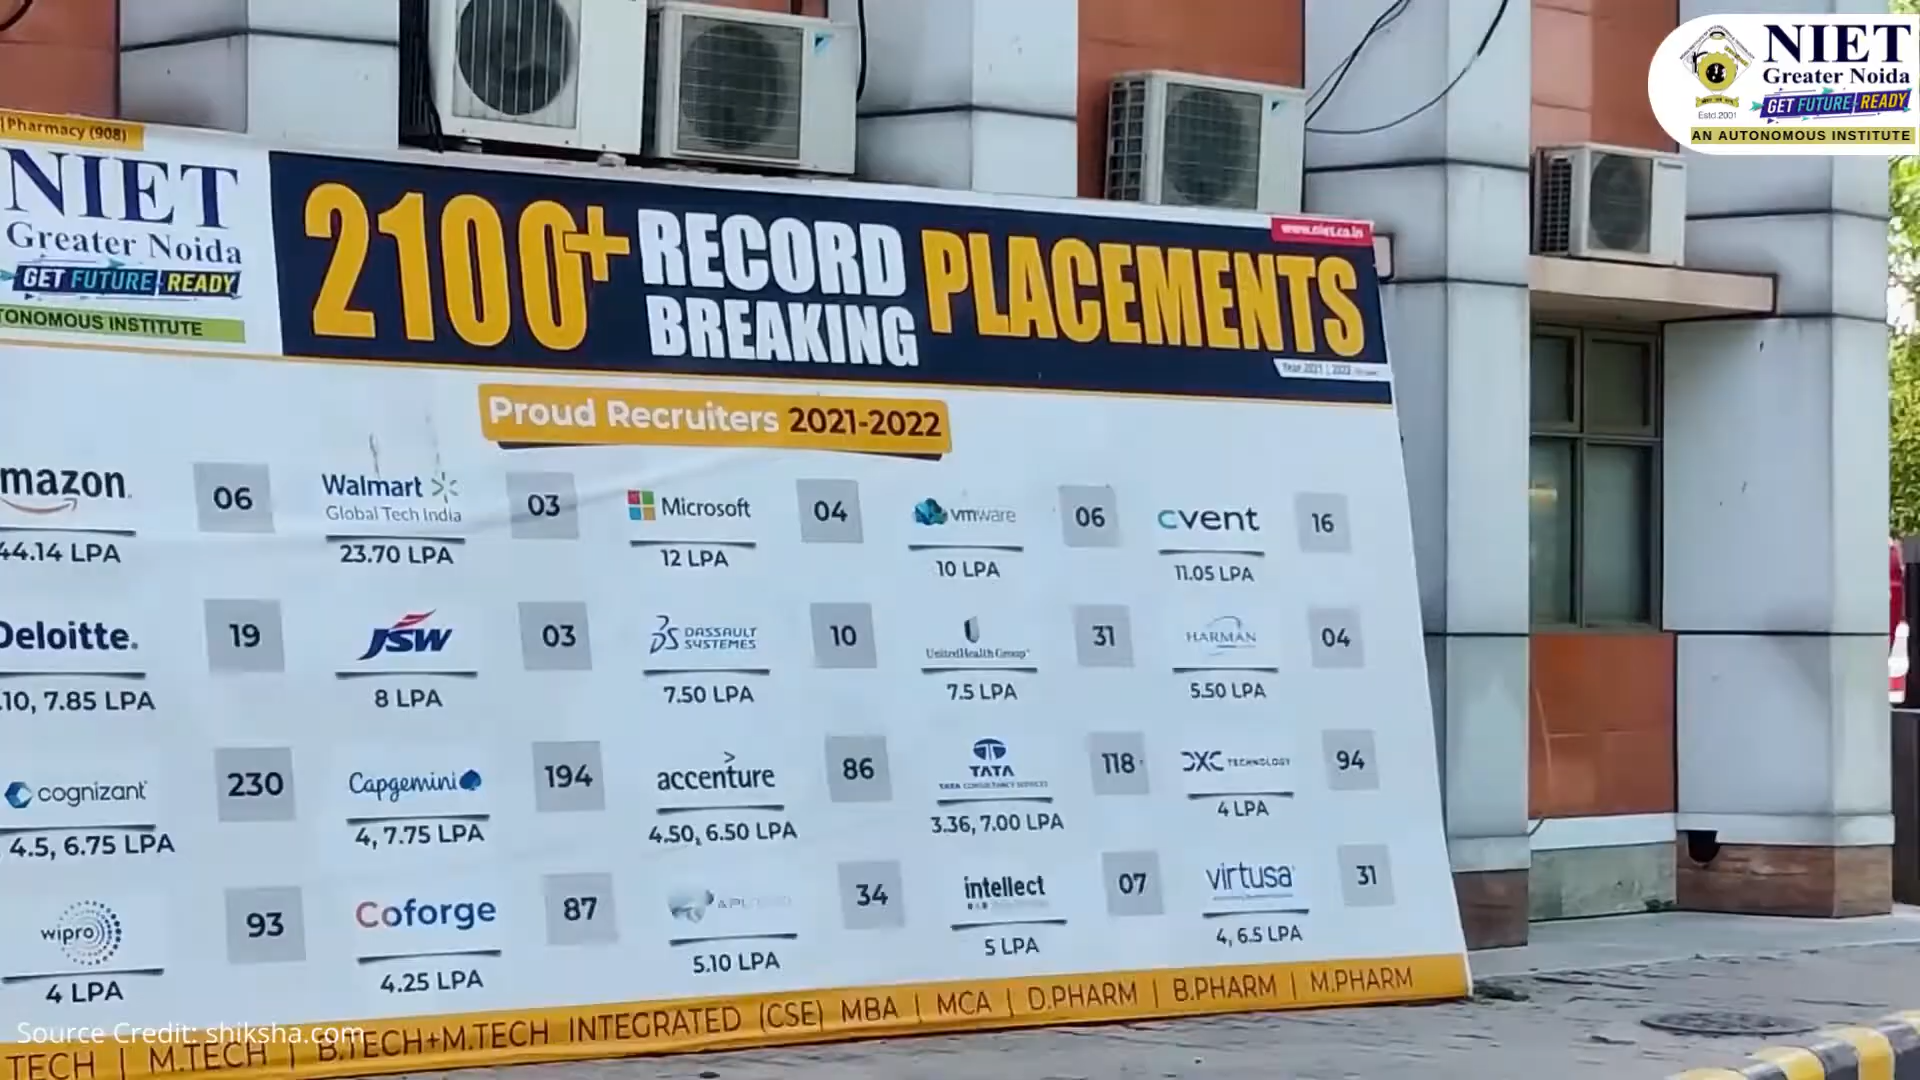 NIET
Greater Noida
GET FUTURE READY
AN AUTONOMOUS INSTITUTE
Estd.2001
| Pharmacy (908)
NIET
Greater Noida
GET FUTURE READY
TONOMOUS INSTITUTE
2100+ RECORD BREAKING PLACEMENTS
www.niet.co.in
Year 2021 | 2022
Proud Recruiters 2021-2022
mazon 06
44.14 LPA
Walmart 03
Global Tech India
23.70 LPA
Microsoft 04
12 LPA
vmware 06
10 LPA
cvent 16
11.05 LPA
Deloitte. 19
.10, 7.85 LPA
JSW 03
8 LPA
DASSAULT SYSTEMES 10
7.50 LPA
UnitedHealth Group 31
7.5 LPA
HARMAN 04
5.50 LPA
cognizant 230
4.5, 6.75 LPA
Capgemini 194
4, 7.75 LPA
accenture 86
4.50, 6.50 LPA
TATA 118
TATA CONSULTANCY SERVICES
3.36, 7.00 LPA
DXC TECHNOLOGY 94
4 LPA
wipro 93
4 LPA
Coforge 87
4.25 LPA
34
5.10 LPA
intellect 07
5 LPA
virtusa 31
4, 6.5 LPA
TECH | M.TECH | B.TECH+M.TECH INTEGRATED (CSE) MBA | MCA | D.PHARM | B.PHARM | M.PHARM
Source Credit: shiksha.com